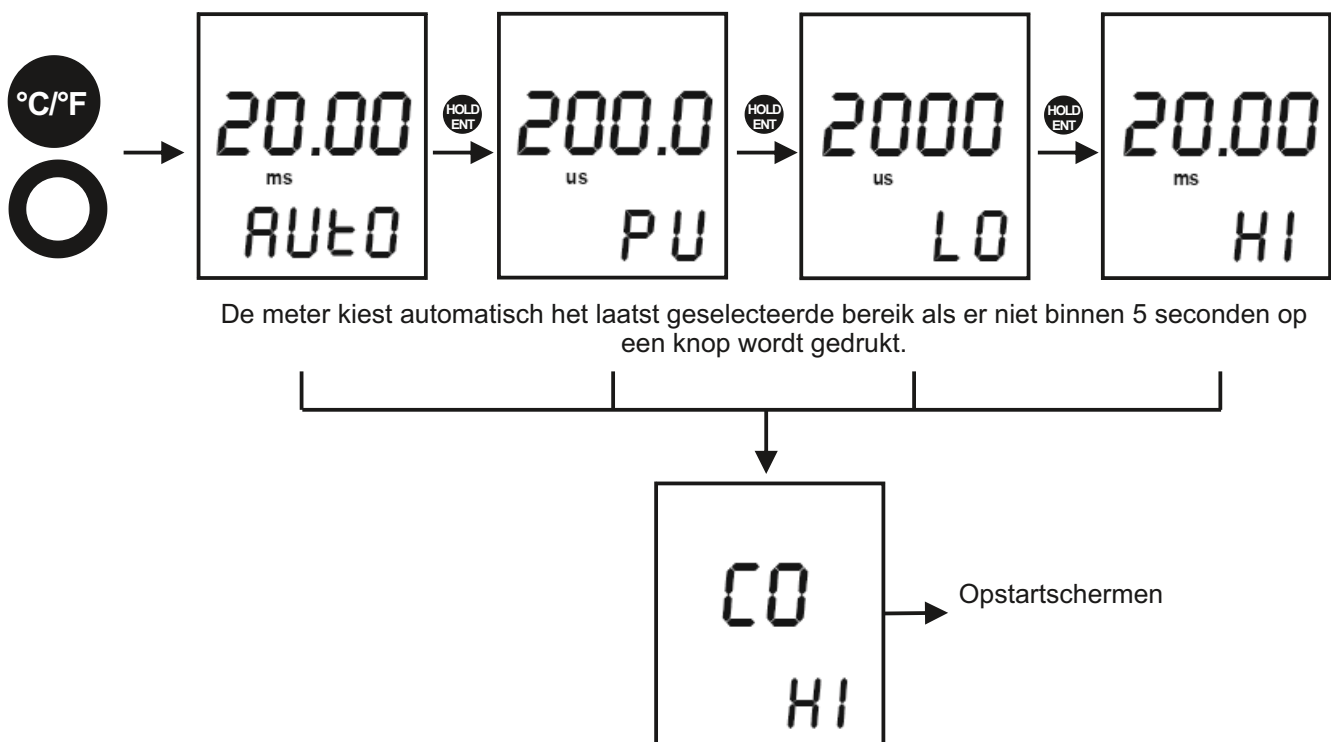 °C/°F
20.00
ms
AUtO
HOLD
ENT
200.0
us
PU
HOLD
ENT
2000
us
LO
HOLD
ENT
20.00
ms
HI
De meter kiest automatisch het laatst geselecteerde bereik als er niet binnen 5 seconden op
een knop wordt gedrukt.
CO
HI
Opstartschermen